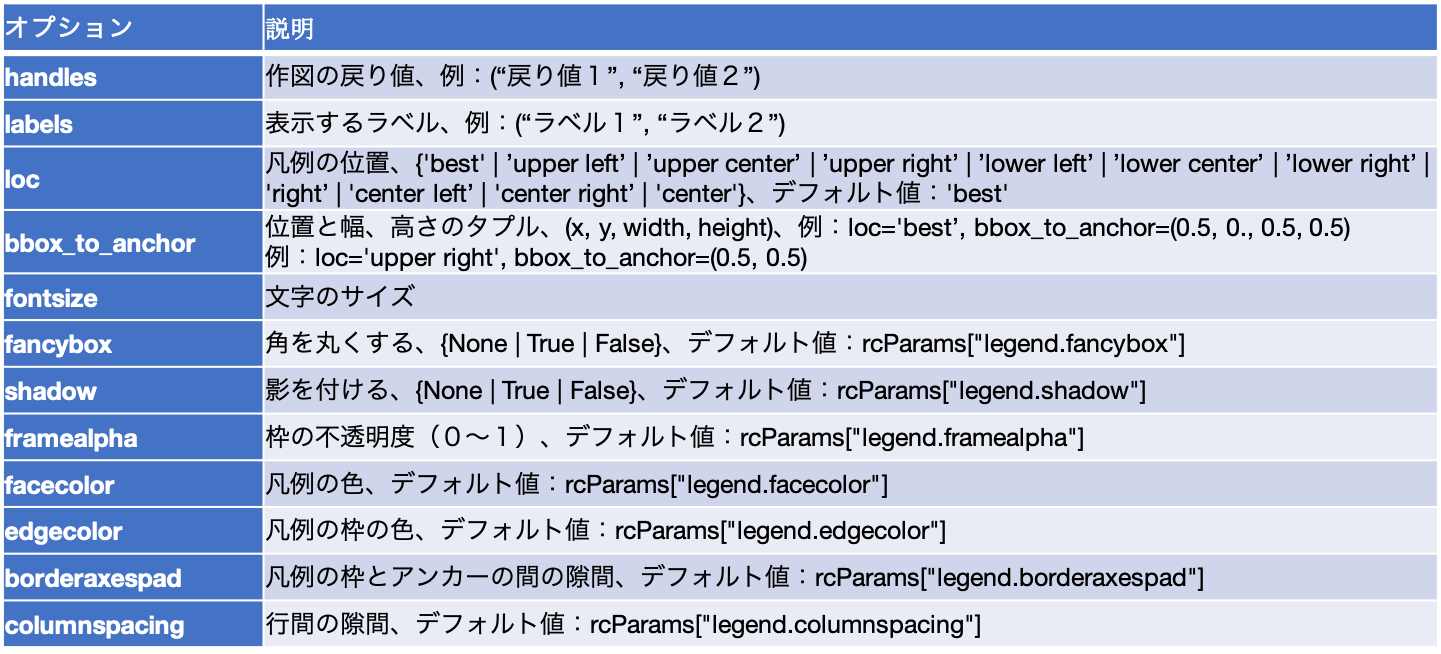 オプション 説明
handles 作図の戻り値、例：(“戻り値１”, “戻り値２”)
labels 表示するラベル、例：(“ラベル１”, “ラベル２”)
loc 凡例の位置、{'best' | ’upper left’ | ’upper center’ | ’upper right’ | ’lower left’ | ’lower center’ | ’lower right’ |
'right’ | 'center left’ | 'center right’ | 'center'}、デフォルト値：'best'
bbox_to_anchor 位置と幅、高さのタプル、(x, y, width, height)、例：loc='best’, bbox_to_anchor=(0.5, 0., 0.5, 0.5)
例：loc='upper right', bbox_to_anchor=(0.5, 0.5)
fontsize 文字のサイズ
fancybox 角を丸くする、{None | True | False}、デフォルト値：rcParams["legend.fancybox"]
shadow 影を付ける、{None | True | False}、デフォルト値：rcParams["legend.shadow"]
framealpha 枠の不透明度（０〜１）、デフォルト値：rcParams["legend.framealpha"]
facecolor 凡例の色、デフォルト値：rcParams["legend.facecolor"]
edgecolor 凡例の枠の色、デフォルト値：rcParams["legend.edgecolor"]
borderaxespad 凡例の枠とアンカーの間の隙間、デフォルト値：rcParams["legend.borderaxespad"]
columnspacing 行間の隙間、デフォルト値：rcParams["legend.columnspacing"]